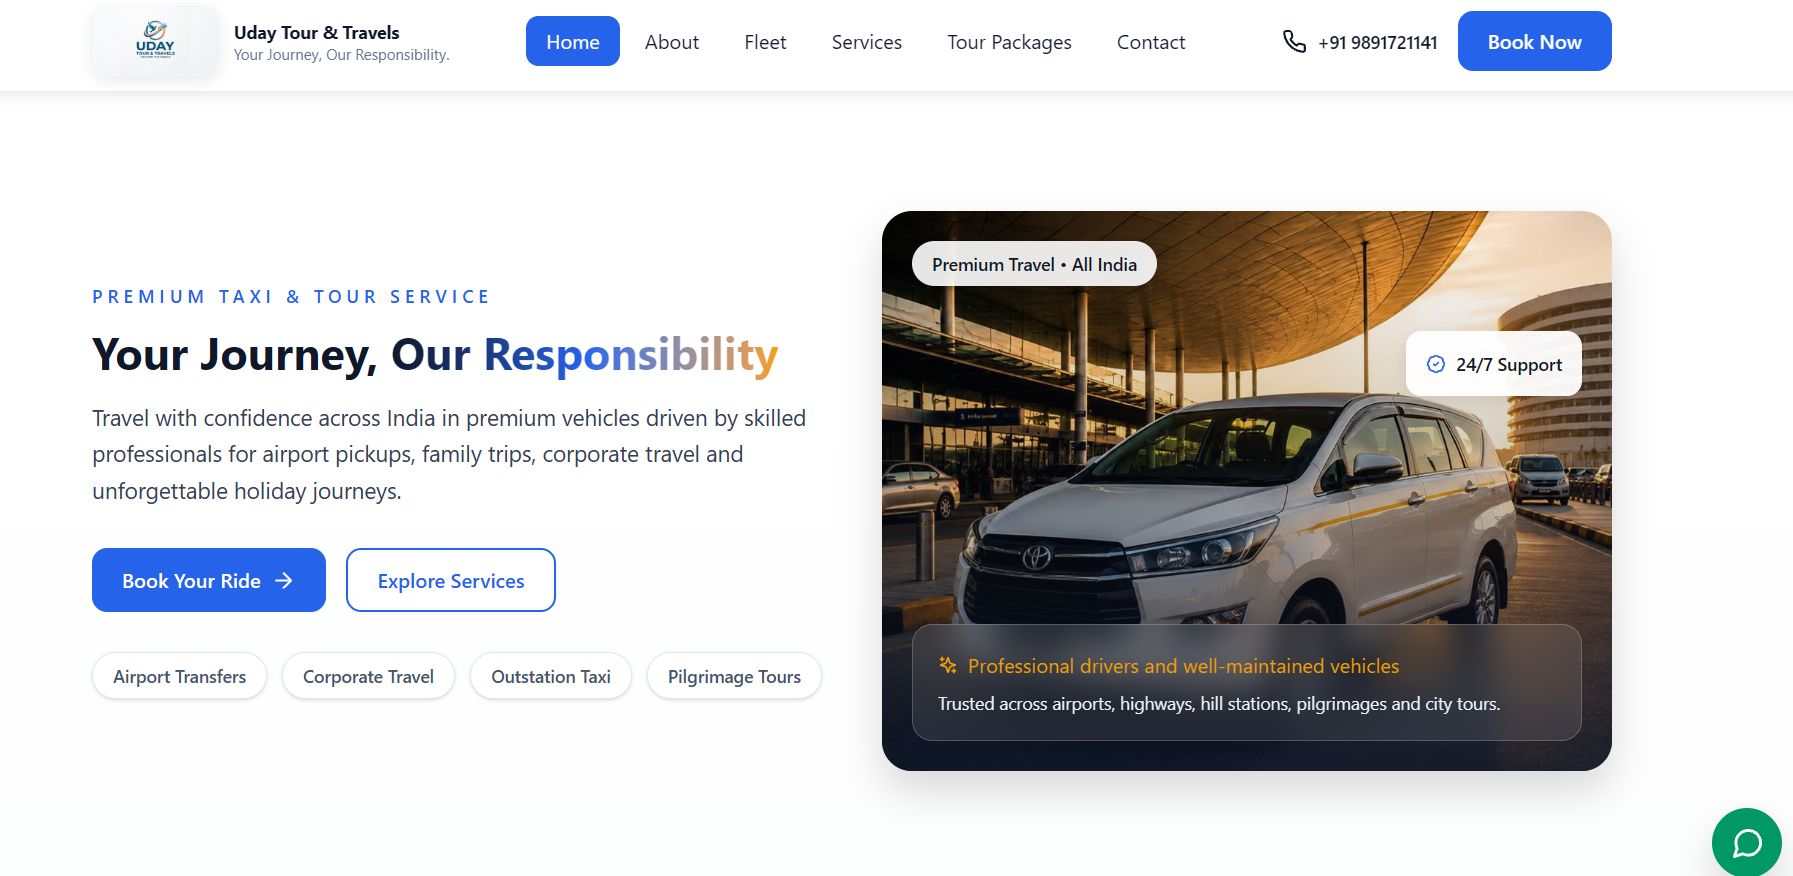 UDAY
TOUR & TRAVELS
Uday Tour & Travels
Your Journey, Our Responsibility.
Home
About
Fleet
Services
Tour Packages
Contact
+91 9891721141
Book Now
PREMIUM TAXI & TOUR SERVICE
Your Journey, Our Responsibility
Travel with confidence across India in premium vehicles driven by skilled
professionals for airport pickups, family trips, corporate travel and
unforgettable holiday journeys.
Book Your Ride
Explore Services
Airport Transfers
Corporate Travel
Outstation Taxi
Pilgrimage Tours
Premium Travel • All India
24/7 Support
Professional drivers and well-maintained vehicles
Trusted across airports, highways, hill stations, pilgrimages and city tours.